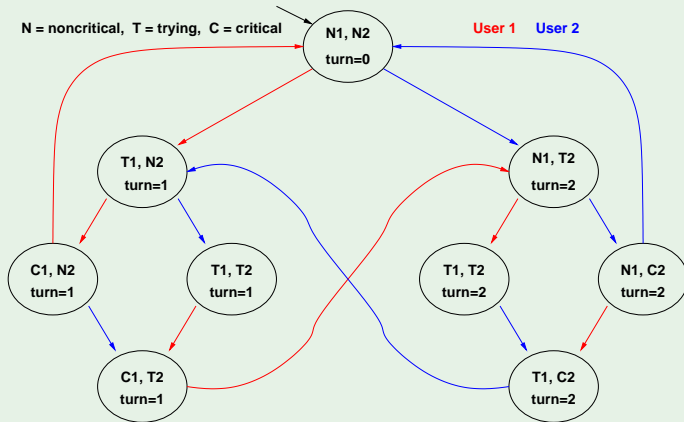 N = noncritical, T = trying, C = critical
User 1 User 2
N1, N2
turn=0
T1, N2
turn=1
N1, T2
turn=2
C1, N2
turn=1
T1, T2
turn=1
T1, T2
turn=2
N1, C2
turn=2
C1, T2
turn=1
T1, C2
turn=2